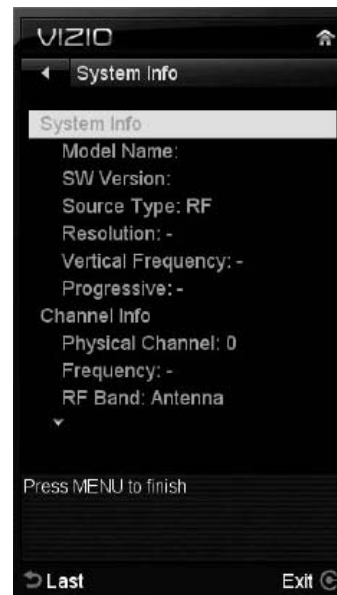 VIZIO
System Info
System Info
Model Name:
SW Version:
Source Type: RF
Resolution: -
Vertical Frequency: -
Progressive: -
Channel Info
Physical Channel: 0
Frequency: -
RF Band: Antenna
Press MENU to finish
Last Exit